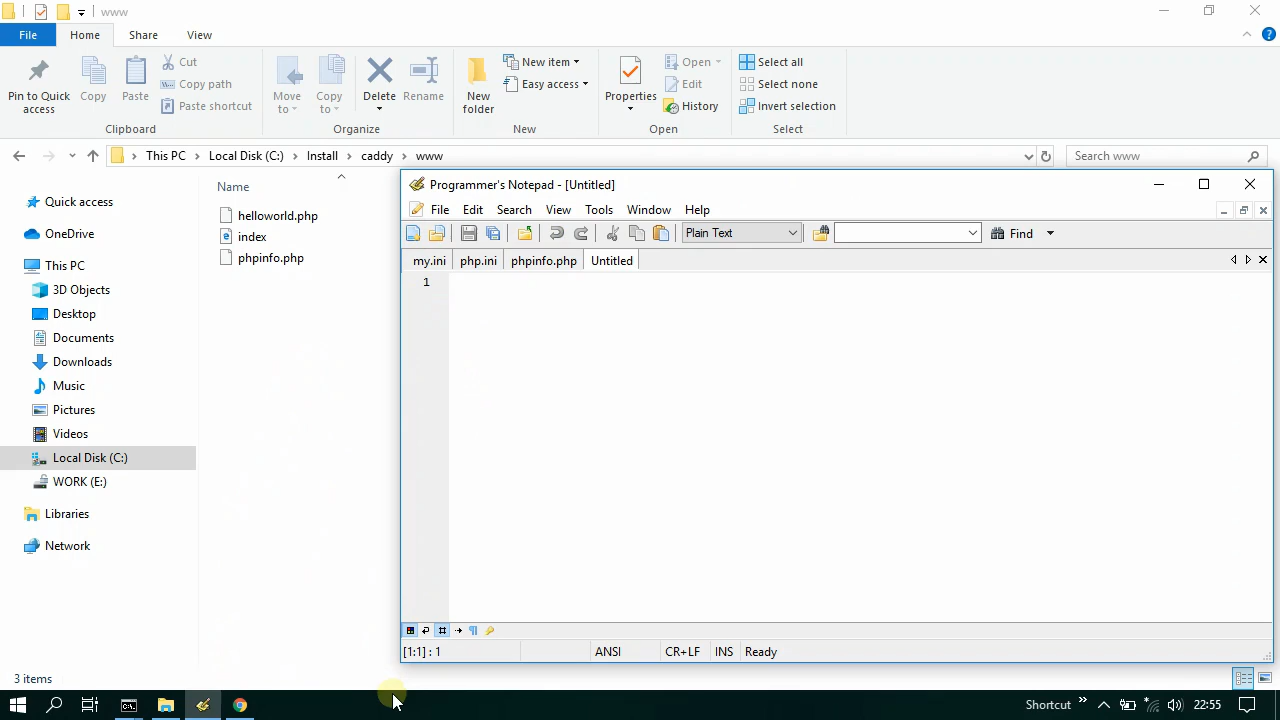 www
File Home Share View
Pin to Quick access
Copy
Paste
Cut
Copy path
Paste shortcut
Clipboard
Move to
Copy to
Delete
Rename
Organize
New folder
New item
Easy access
New
Properties
Open
Edit
History
Open
Select all
Select none
Invert selection
Select
This PC Local Disk (C:) Install caddy www
Search www
Quick access
OneDrive
This PC
3D Objects
Desktop
Documents
Downloads
Music
Pictures
Videos
Local Disk (C:)
WORK (E:)
Libraries
Network
Name
helloworld.php
index
phpinfo.php
3 items
Programmer's Notepad - [Untitled]
File Edit Search View Tools Window Help
Plain Text
Find
my.ini php.ini phpinfo.php Untitled
1
[1:1] : 1 ANSI CR+LF INS Ready
Shortcut » 22:55